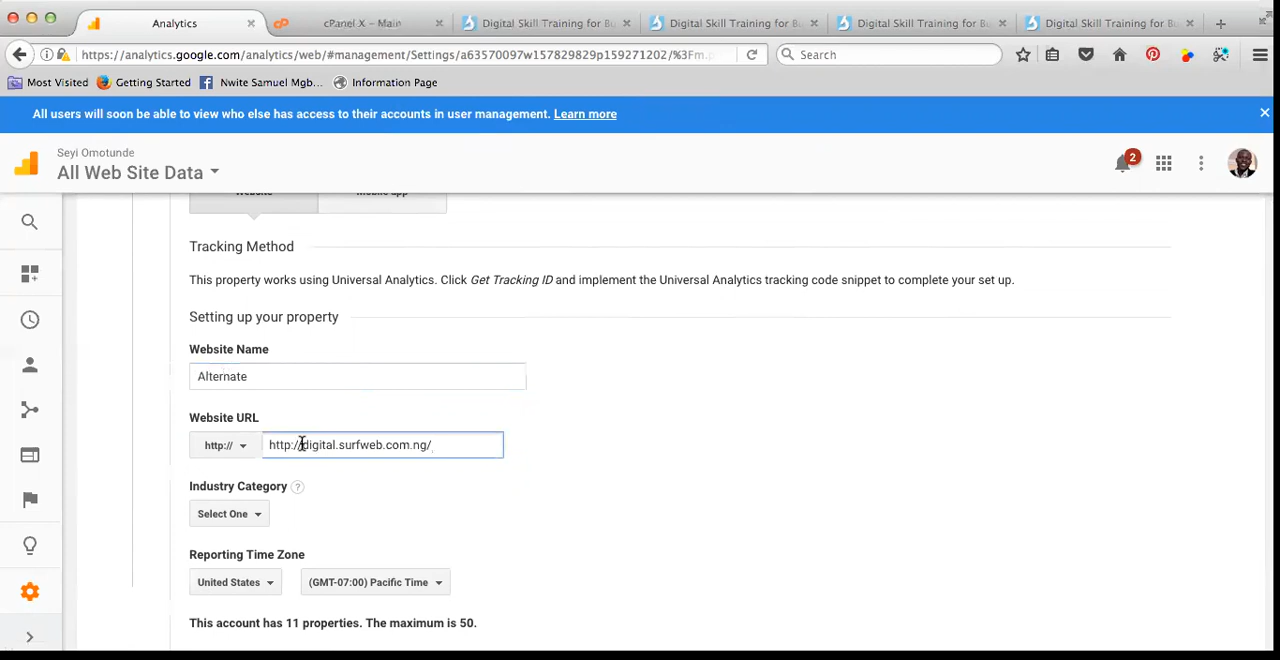 Analytics
cPanel X – Main
Digital Skill Training for Bu
Digital Skill Training for Bu
Digital Skill Training for Bu
Digital Skill Training for Bu
https://analytics.google.com/analytics/web/#management/Settings/a63570097w157829829p159271202/%3Fm.p
Search
Most Visited
Getting Started
Nwite Samuel Mgb...
Information Page
All users will soon be able to view who else has access to their accounts in user management. Learn more
Seyi Omotunde
All Web Site Data
2
Website
Mobile app
Tracking Method
This property works using Universal Analytics. Click Get Tracking ID and implement the Universal Analytics tracking code snippet to complete your set up.
Setting up your property
Website Name
Alternate
Website URL
http://
http://digital.surfweb.com.ng/
Industry Category ?
Select One
Reporting Time Zone
United States
(GMT-07:00) Pacific Time
This account has 11 properties. The maximum is 50.